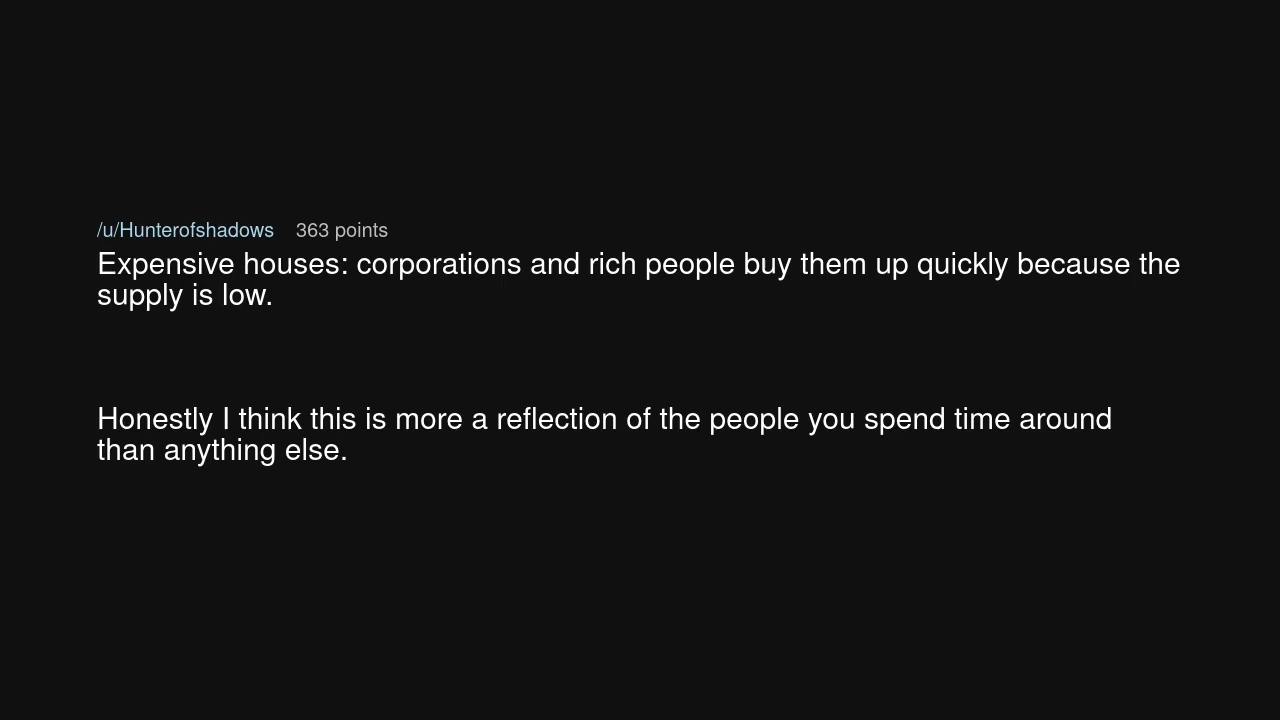 /u/Hunterofshadows 363 points
Expensive houses: corporations and rich people buy them up quickly because the
supply is low.
Honestly I think this is more a reflection of the people you spend time around
than anything else.